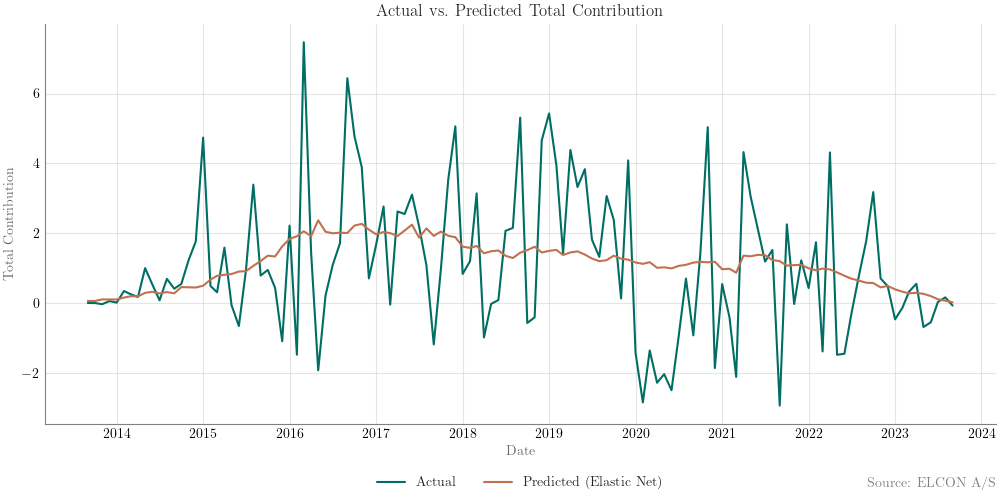 Actual vs. Predicted Total Contribution
Total Contribution
6
4
2
0
−2
2014 2015 2016 2017 2018 2019 2020 2021 2022 2023 2024
Date
Actual Predicted (Elastic Net)
Source: ELCON A/S